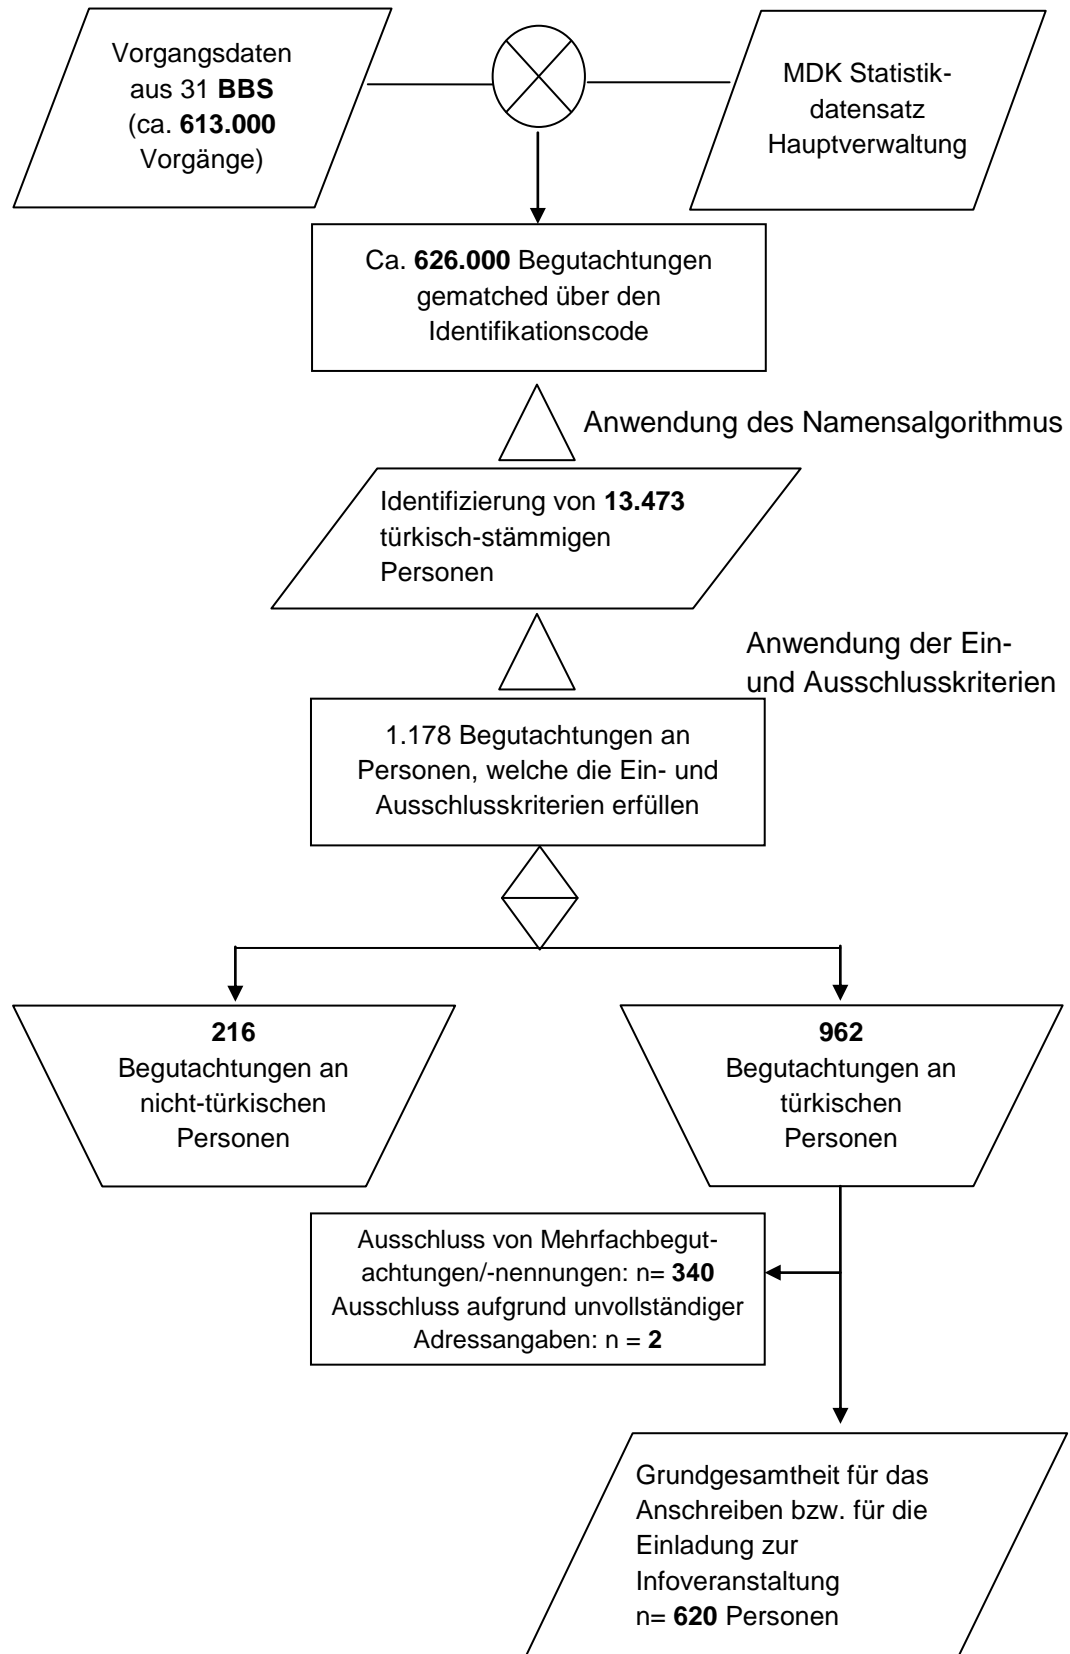 Vorgangsdaten
aus 31 BBS
(ca. 613.000
Vorgänge)
MDK Statistik-
datensatz
Hauptverwaltung
Ca. 626.000 Begutachtungen
gematched über den
Identifikationscode
Anwendung des Namensalgorithmus
Identifizierung von 13.473
türkisch-stämmigen
Personen
Anwendung der Ein-
und Ausschlusskriterien
1.178 Begutachtungen an
Personen, welche die Ein- und
Ausschlusskriterien erfüllen
216
Begutachtungen an
nicht-türkischen
Personen
962
Begutachtungen an
türkischen
Personen
Ausschluss von Mehrfachbegut-
achtungen/-nennungen: n= 340
Ausschluss aufgrund unvollständiger
Adressangaben: n = 2
Grundgesamtheit für das
Anschreiben bzw. für die
Einladung zur
Infoveranstaltung
n= 620 Personen